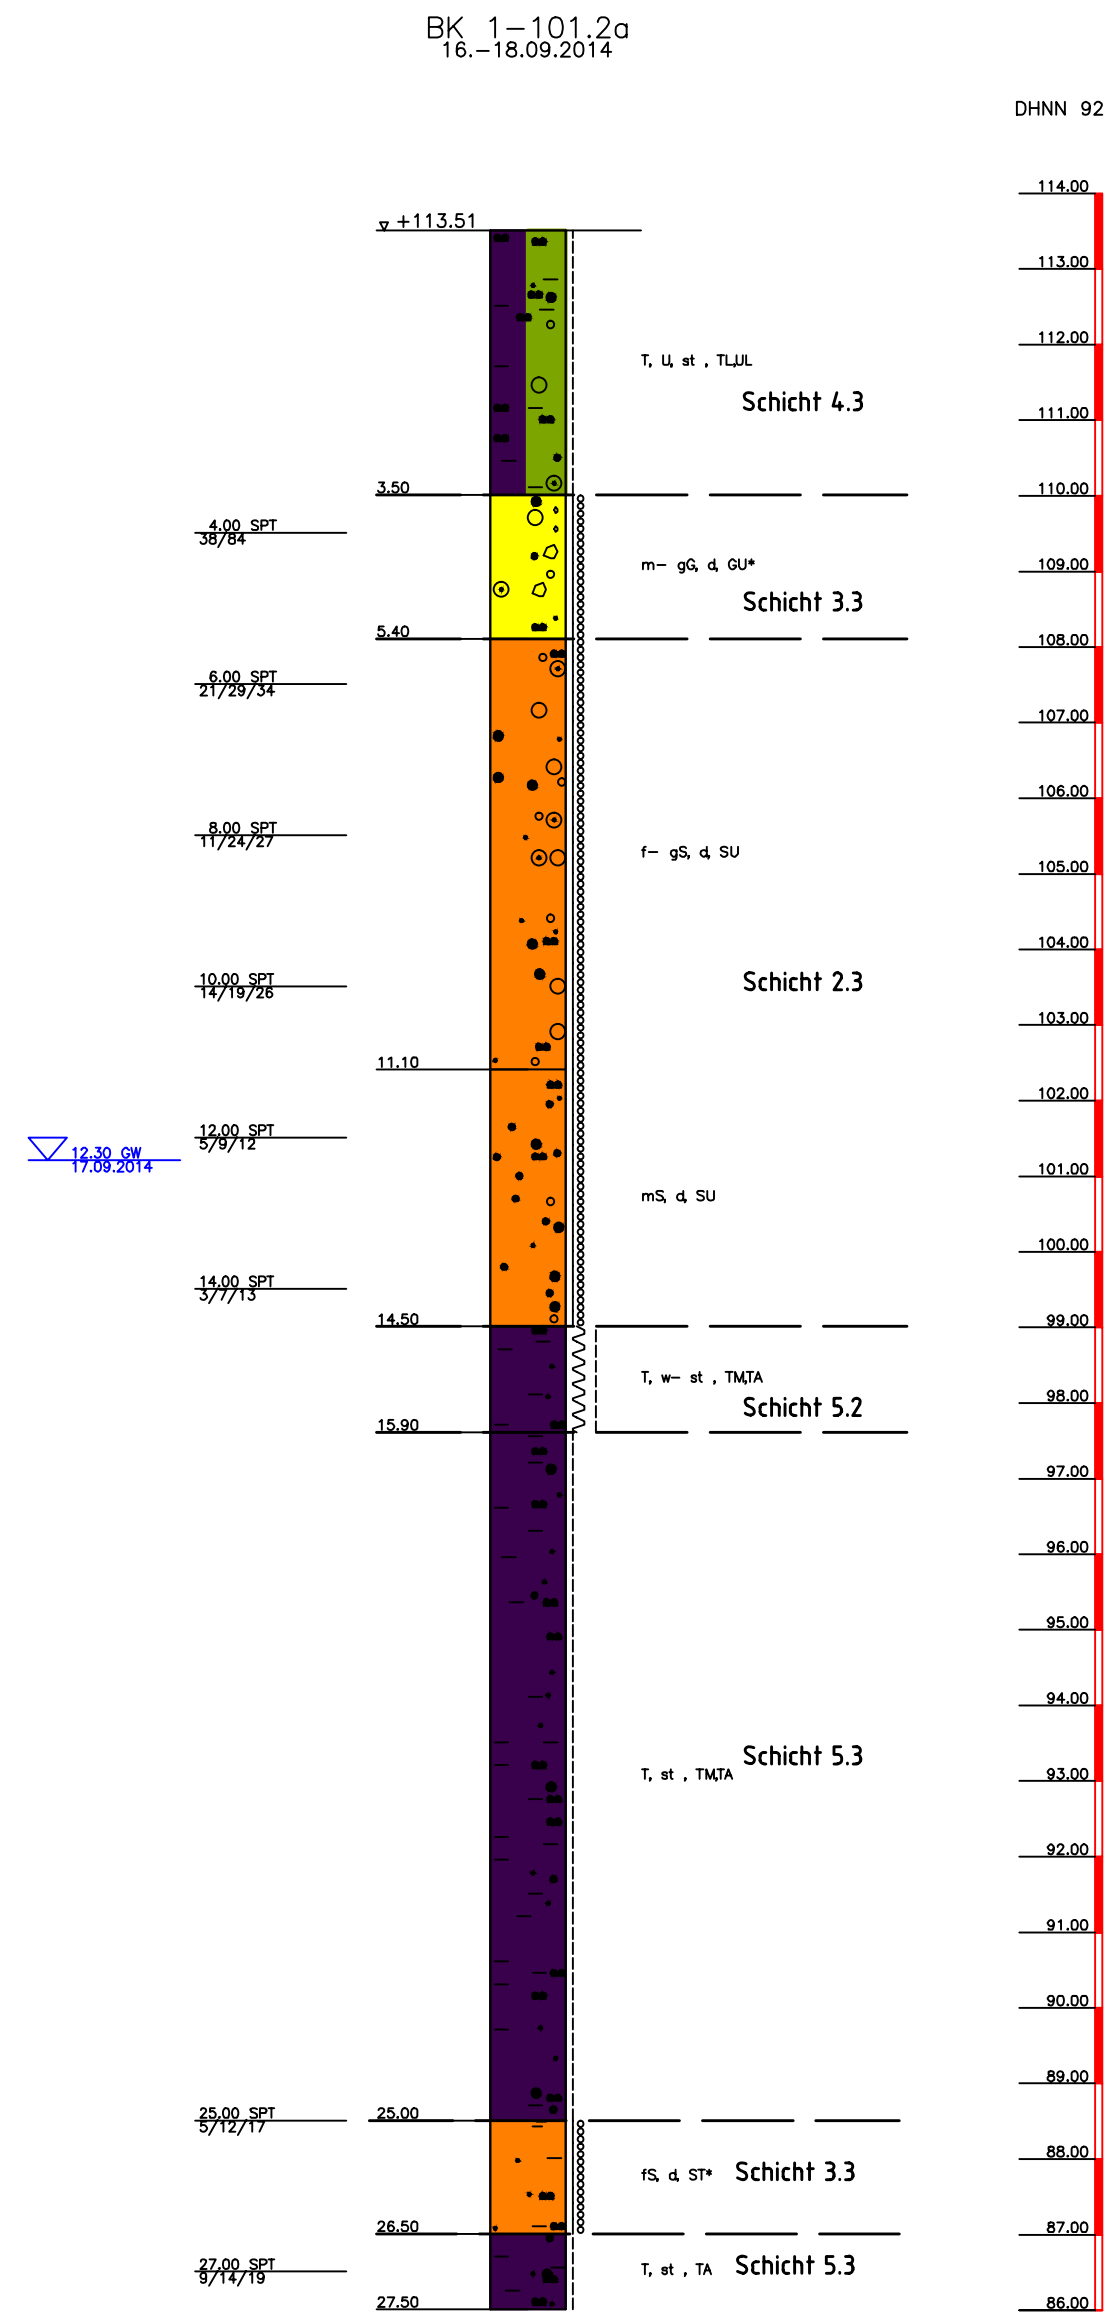 BK 1-101.2a
16.-18.09.2014
DHNN 92
114.00
+113.51
113.00
112.00
T, U, st , TL,UL
Schicht 4.3
111.00
3.50
110.00
4.00 SPT
38/84
109.00
m- gG, d, GU*
Schicht 3.3
5.40
108.00
6.00 SPT
21/29/34
107.00
106.00
8.00 SPT
11/24/27
f- gS, d, SU
105.00
104.00
10.00 SPT
14/19/26
Schicht 2.3
103.00
11.10
102.00
12.00 SPT
5/9/12
12.30 GW
17.09.2014
101.00
mS, d, SU
100.00
14.00 SPT
3/7/13
14.50
99.00
T, w- st , TM,TA
98.00
Schicht 5.2
15.90
97.00
96.00
95.00
94.00
Schicht 5.3
T, st , TM,TA
93.00
92.00
91.00
90.00
89.00
25.00 SPT
5/12/17
25.00
88.00
fS, d, ST*
Schicht 3.3
26.50
87.00
27.00 SPT
9/14/19
T, st , TA
Schicht 5.3
27.50
86.00